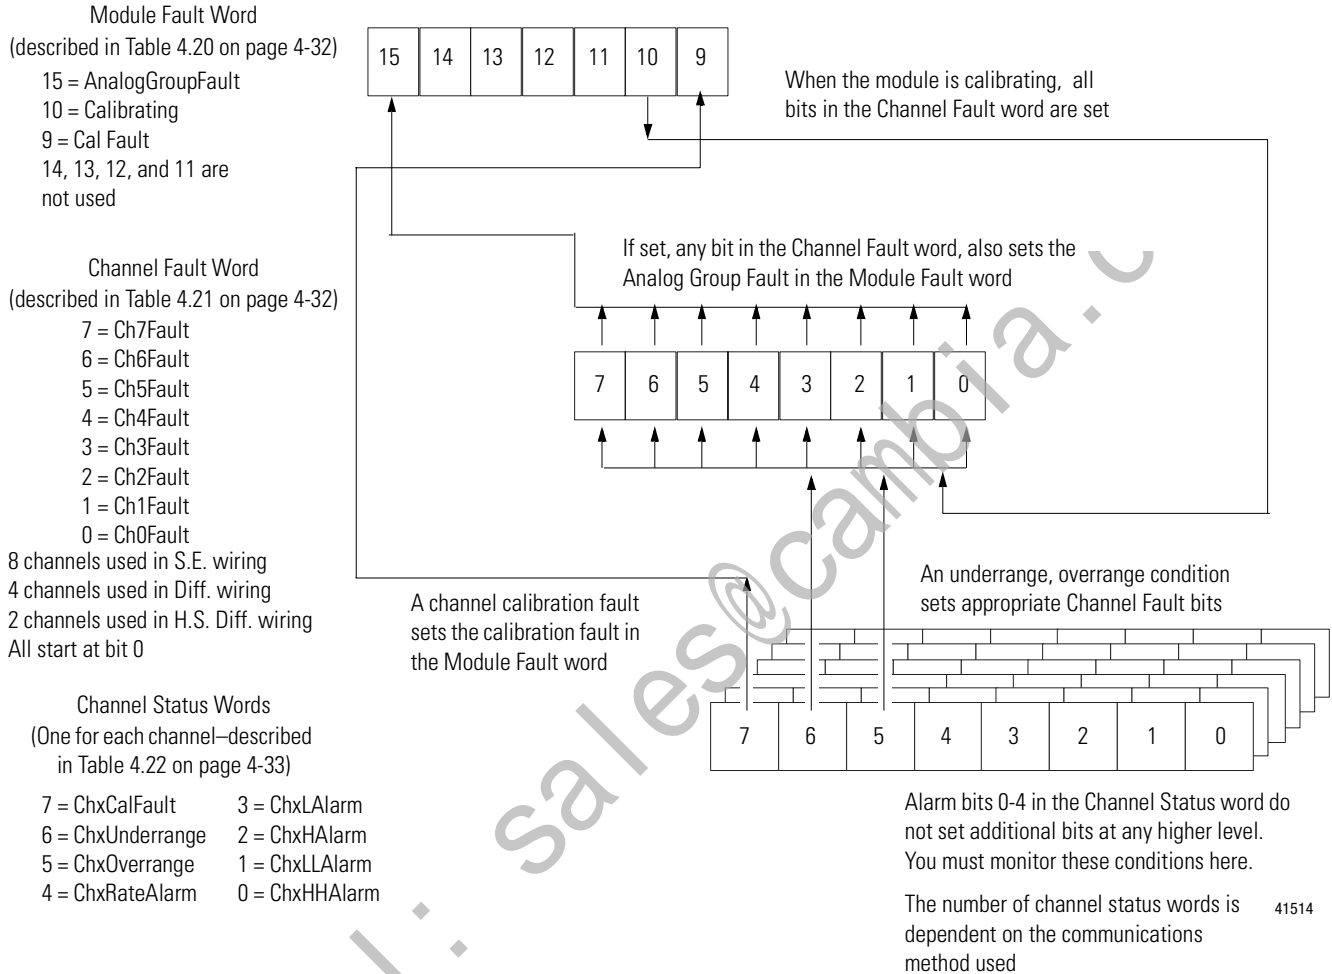 Module Fault Word
(described in Table 4.20 on page 4-32)
15 = AnalogGroupFault
10 = Calibrating
9 = Cal Fault
14, 13, 12, and 11 are
not used
15 14 13 12 11 10 9
When the module is calibrating, all
bits in the Channel Fault word are set
If set, any bit in the Channel Fault word, also sets the
Analog Group Fault in the Module Fault word
Channel Fault Word
(described in Table 4.21 on page 4-32)
7 = Ch7Fault
6 = Ch6Fault
5 = Ch5Fault
4 = Ch4Fault
3 = Ch3Fault
2 = Ch2Fault
1 = Ch1Fault
0 = Ch0Fault
8 channels used in S.E. wiring
4 channels used in Diff. wiring
2 channels used in H.S. Diff. wiring
All start at bit 0
7 6 5 4 3 2 1 0
A channel calibration fault
sets the calibration fault in
the Module Fault word
An underrange, overrange condition
sets appropriate Channel Fault bits
Channel Status Words
(One for each channel–described
in Table 4.22 on page 4-33)
7 = ChxCalFault 3 = ChxLAlarm
6 = ChxUnderrange 2 = ChxHAlarm
5 = ChxOverrange 1 = ChxLLAlarm
4 = ChxRateAlarm 0 = ChxHHAlarm
7 6 5 4 3 2 1 0
Alarm bits 0-4 in the Channel Status word do
not set additional bits at any higher level.
You must monitor these conditions here.
The number of channel status words is
dependent on the communications
method used
41514
l: sales@cambia.c